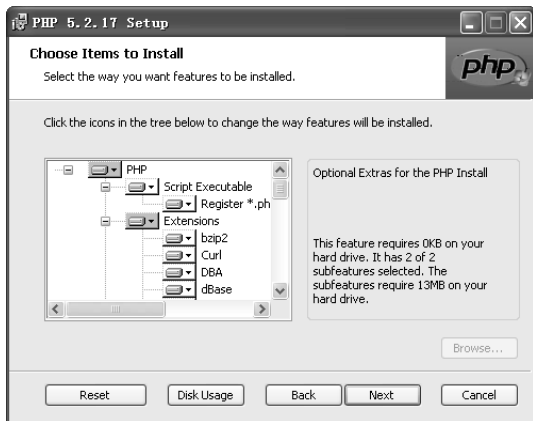 PHP 5.2.17 Setup
Choose Items to Install
Select the way you want features to be installed.
php
Click the icons in the tree below to change the way features will be installed.
PHP
Script Executable
Register *.ph
Extensions
bzip2
Curl
DBA
dBase
Optional Extras for the PHP Install
This feature requires 0KB on your
hard drive. It has 2 of 2
subfeatures selected. The
subfeatures require 13MB on your
hard drive.
Browse...
Reset
Disk Usage
Back
Next
Cancel